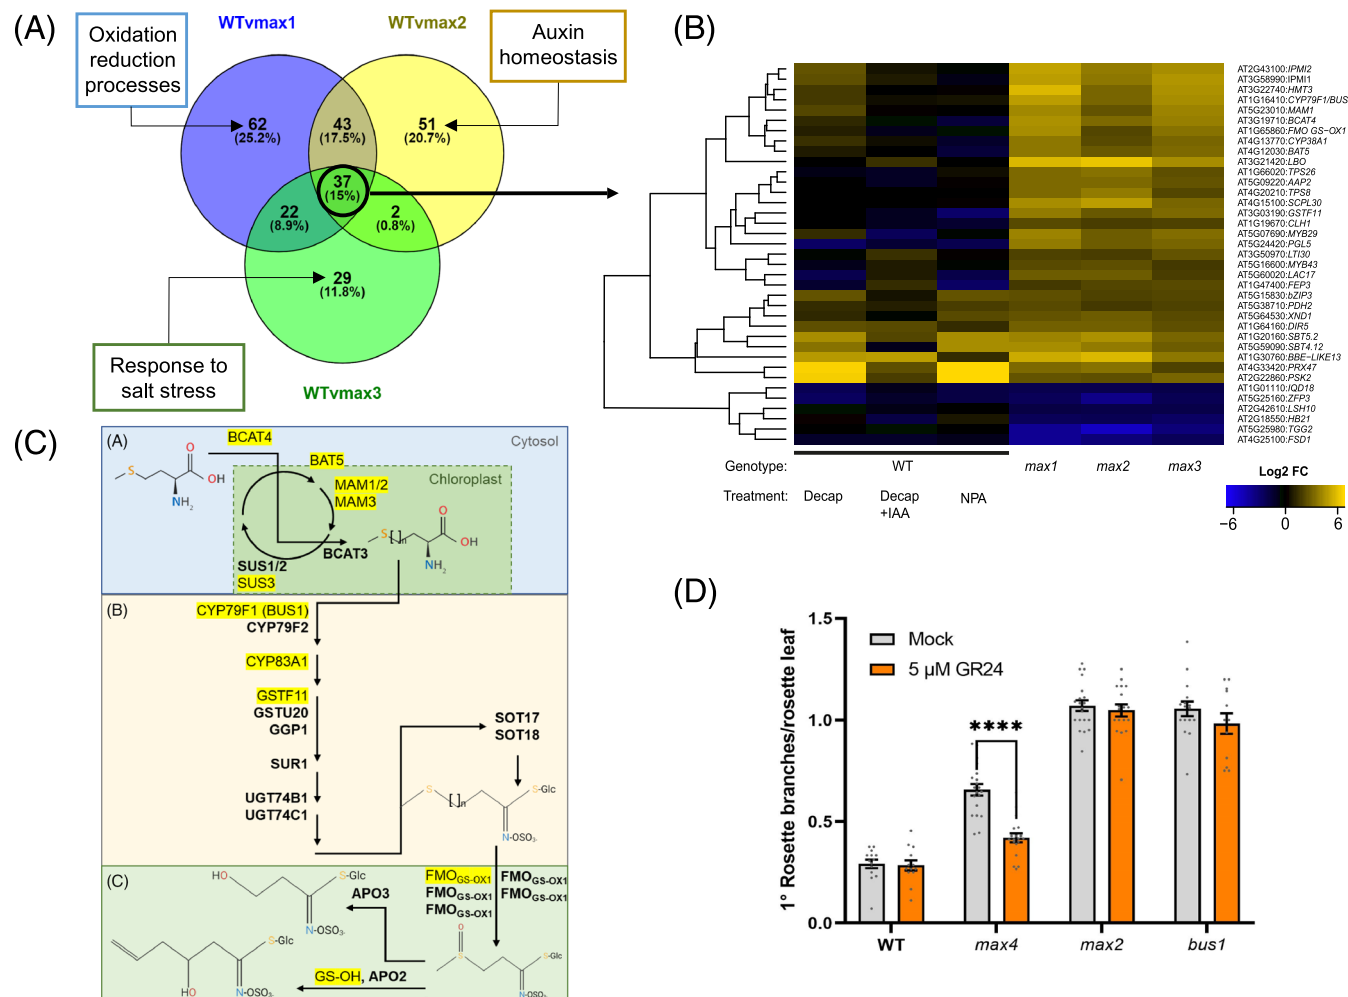 (A)
WTvmax1
WTvmax2
Oxidation
reduction
processes
Auxin
homeostasis
62
(25.2%)
43
(17.5%)
51
(20.7%)
37
(15%)
22
(8.9%)
2
(0.8%)
29
(11.8%)
Response to
salt stress
WTvmax3
(B)
AT2G43100:IPMI2
AT3G58990:IPMI1
AT3G22740:HMT3
AT1G16410:CYP79F1/BUS
AT5G23010:MAM1
AT3G19710:BCAT4
AT1G65860:FMO GS−OX1
AT4G13770:CYP38A1
AT4G12030:BAT5
AT3G21420:LBO
AT1G66020:TPS26
AT5G09220:AAP2
AT4G20210:TPS8
AT4G15100:SCPL30
AT3G03190:GSTF11
AT1G19670:CLH1
AT5G07690:MYB29
AT5G24420:PGL5
AT3G50970:LTI30
AT5G16600:MYB43
AT5G60020:LAC17
AT1G47400:FEP3
AT5G15830:bZIP3
AT5G38710:PDH2
AT5G64530:XND1
AT1G64160:DIR5
AT1G20160:SBT5.2
AT5G59090:SBT4.12
AT1G30760:BBE−LIKE13
AT4G33420:PRX47
AT2G22860:PSK2
AT1G01110:IQD18
AT5G25160:ZFP3
AT2G42610:LSH10
AT2G18550:HB21
AT5G25980:TGG2
AT4G25100:FSD1
Genotype:
WT
max1
max2
max3
Treatment:
Decap
Decap
+IAA
NPA
Log2 FC
−6
0
6
(C)
(A)
BCAT4
Cytosol
BAT5
Chloroplast
MAM1/2
MAM3
S
O
OH
NH2
BCAT3
SUS1/2
SUS3
S
[ ]n
O
OH
NH2
(B)
CYP79F1 (BUS1)
CYP79F2
CYP83A1
GSTF11
GSTU20
GGP1
SUR1
UGT74B1
UGT74C1
SOT17
SOT18
S
[ ]n
S-Glc
N-OSO3-
(C)
HO
S-Glc
APO3
N-OSO3-
FMOGS-OX1
FMOGS-OX1
FMOGS-OX1
FMOGS-OX1
FMOGS-OX1
S-Glc
HO
N-OSO3-
GS-OH, APO2
O
S
S-Glc
N-OSO3-
(D)
1° Rosette branches/rosette leaf
1.5
1.0
0.5
0.0
Mock
5 µM GR24
****
WT
max4
max2
bus1